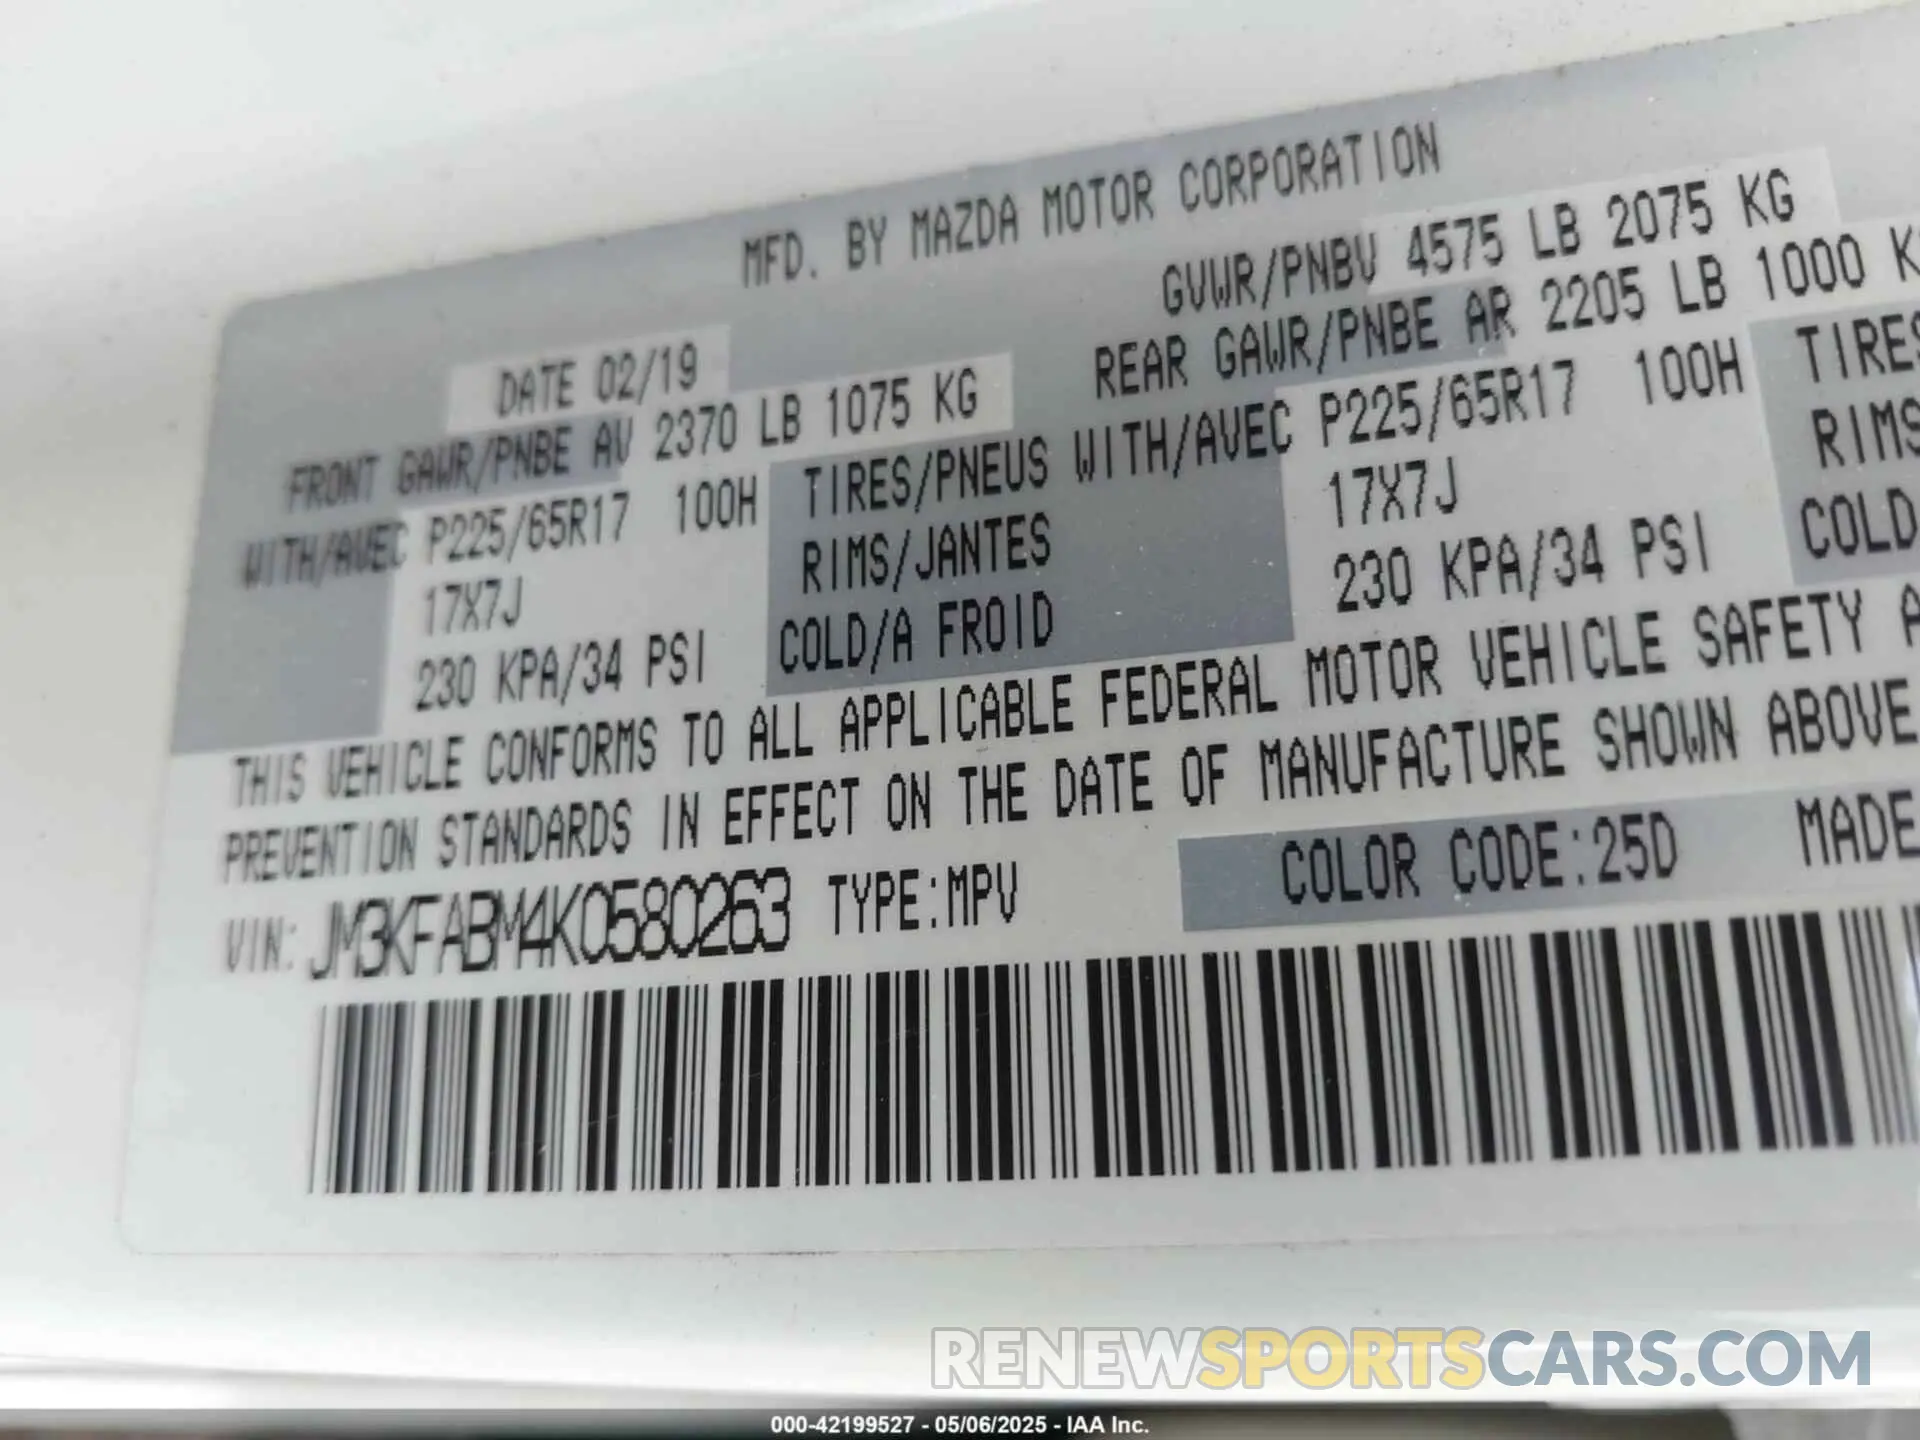 MFD. BY MAZDA MOTOR CORPORATION
DATE 02/19 GVWR/PNBV 4575 LB 2075 KG
FRONT GAWR/PNBE AV 2370 LB 1075 KG REAR GAWR/PNBE AR 2205 LB 1000
WITH/AVEC P225/65R17 100H TIRES/PNEUS WITH/AVEC P225/65R17 100H TIRES
17X7J RIMS/JANTES 17X7J RIMS
230 KPA/34 PSI COLD/A FROID 230 KPA/34 PSI COLD
THIS VEHICLE CONFORMS TO ALL APPLICABLE FEDERAL MOTOR VEHICLE SAFETY A
PREVENTION STANDARDS IN EFFECT ON THE DATE OF MANUFACTURE SHOWN ABOVE
VIN: JM3KFABM4K0580263 TYPE:MPV COLOR CODE:25D MADE
RENEWSPORTSCARS.COM
000-42199527 - 05/06/2025 - IAA Inc.